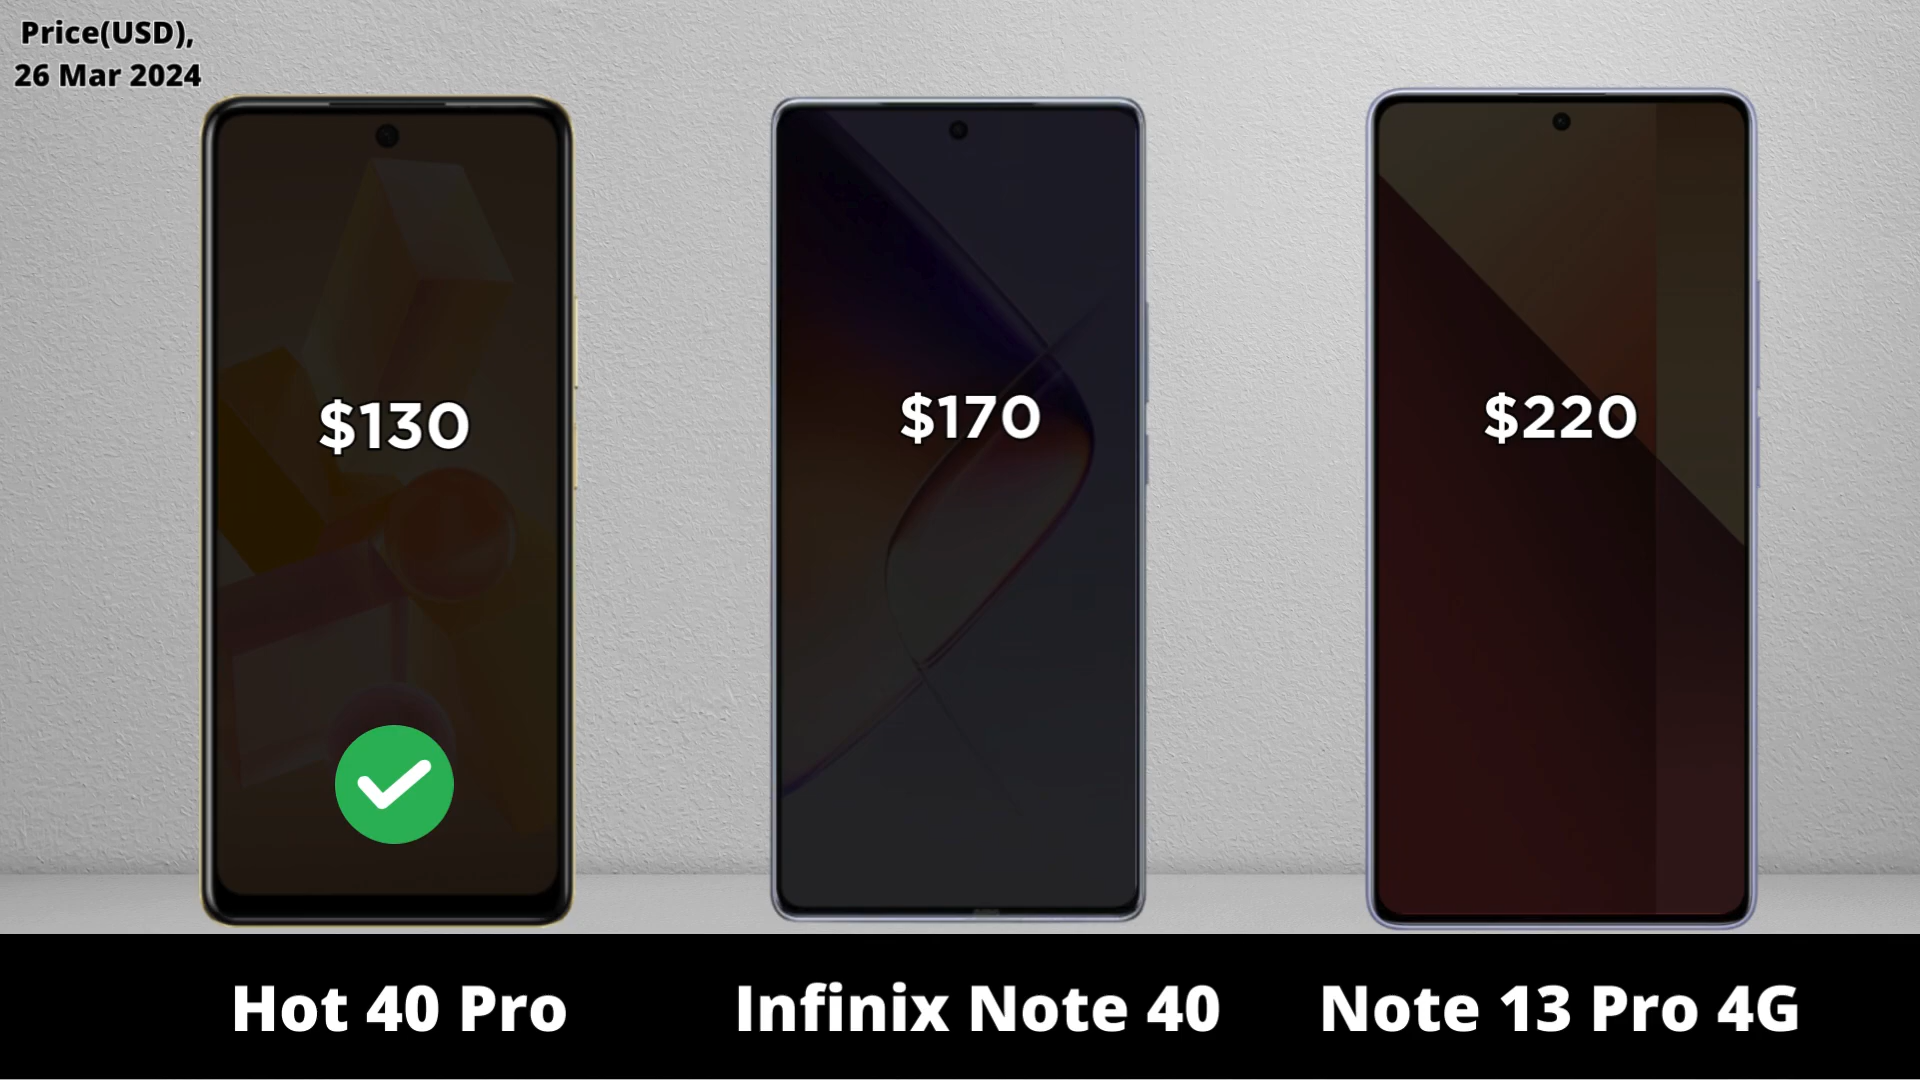 Price(USD),
26 Mar 2024
$130
$170
$220
Hot 40 Pro
Infinix Note 40
Note 13 Pro 4G